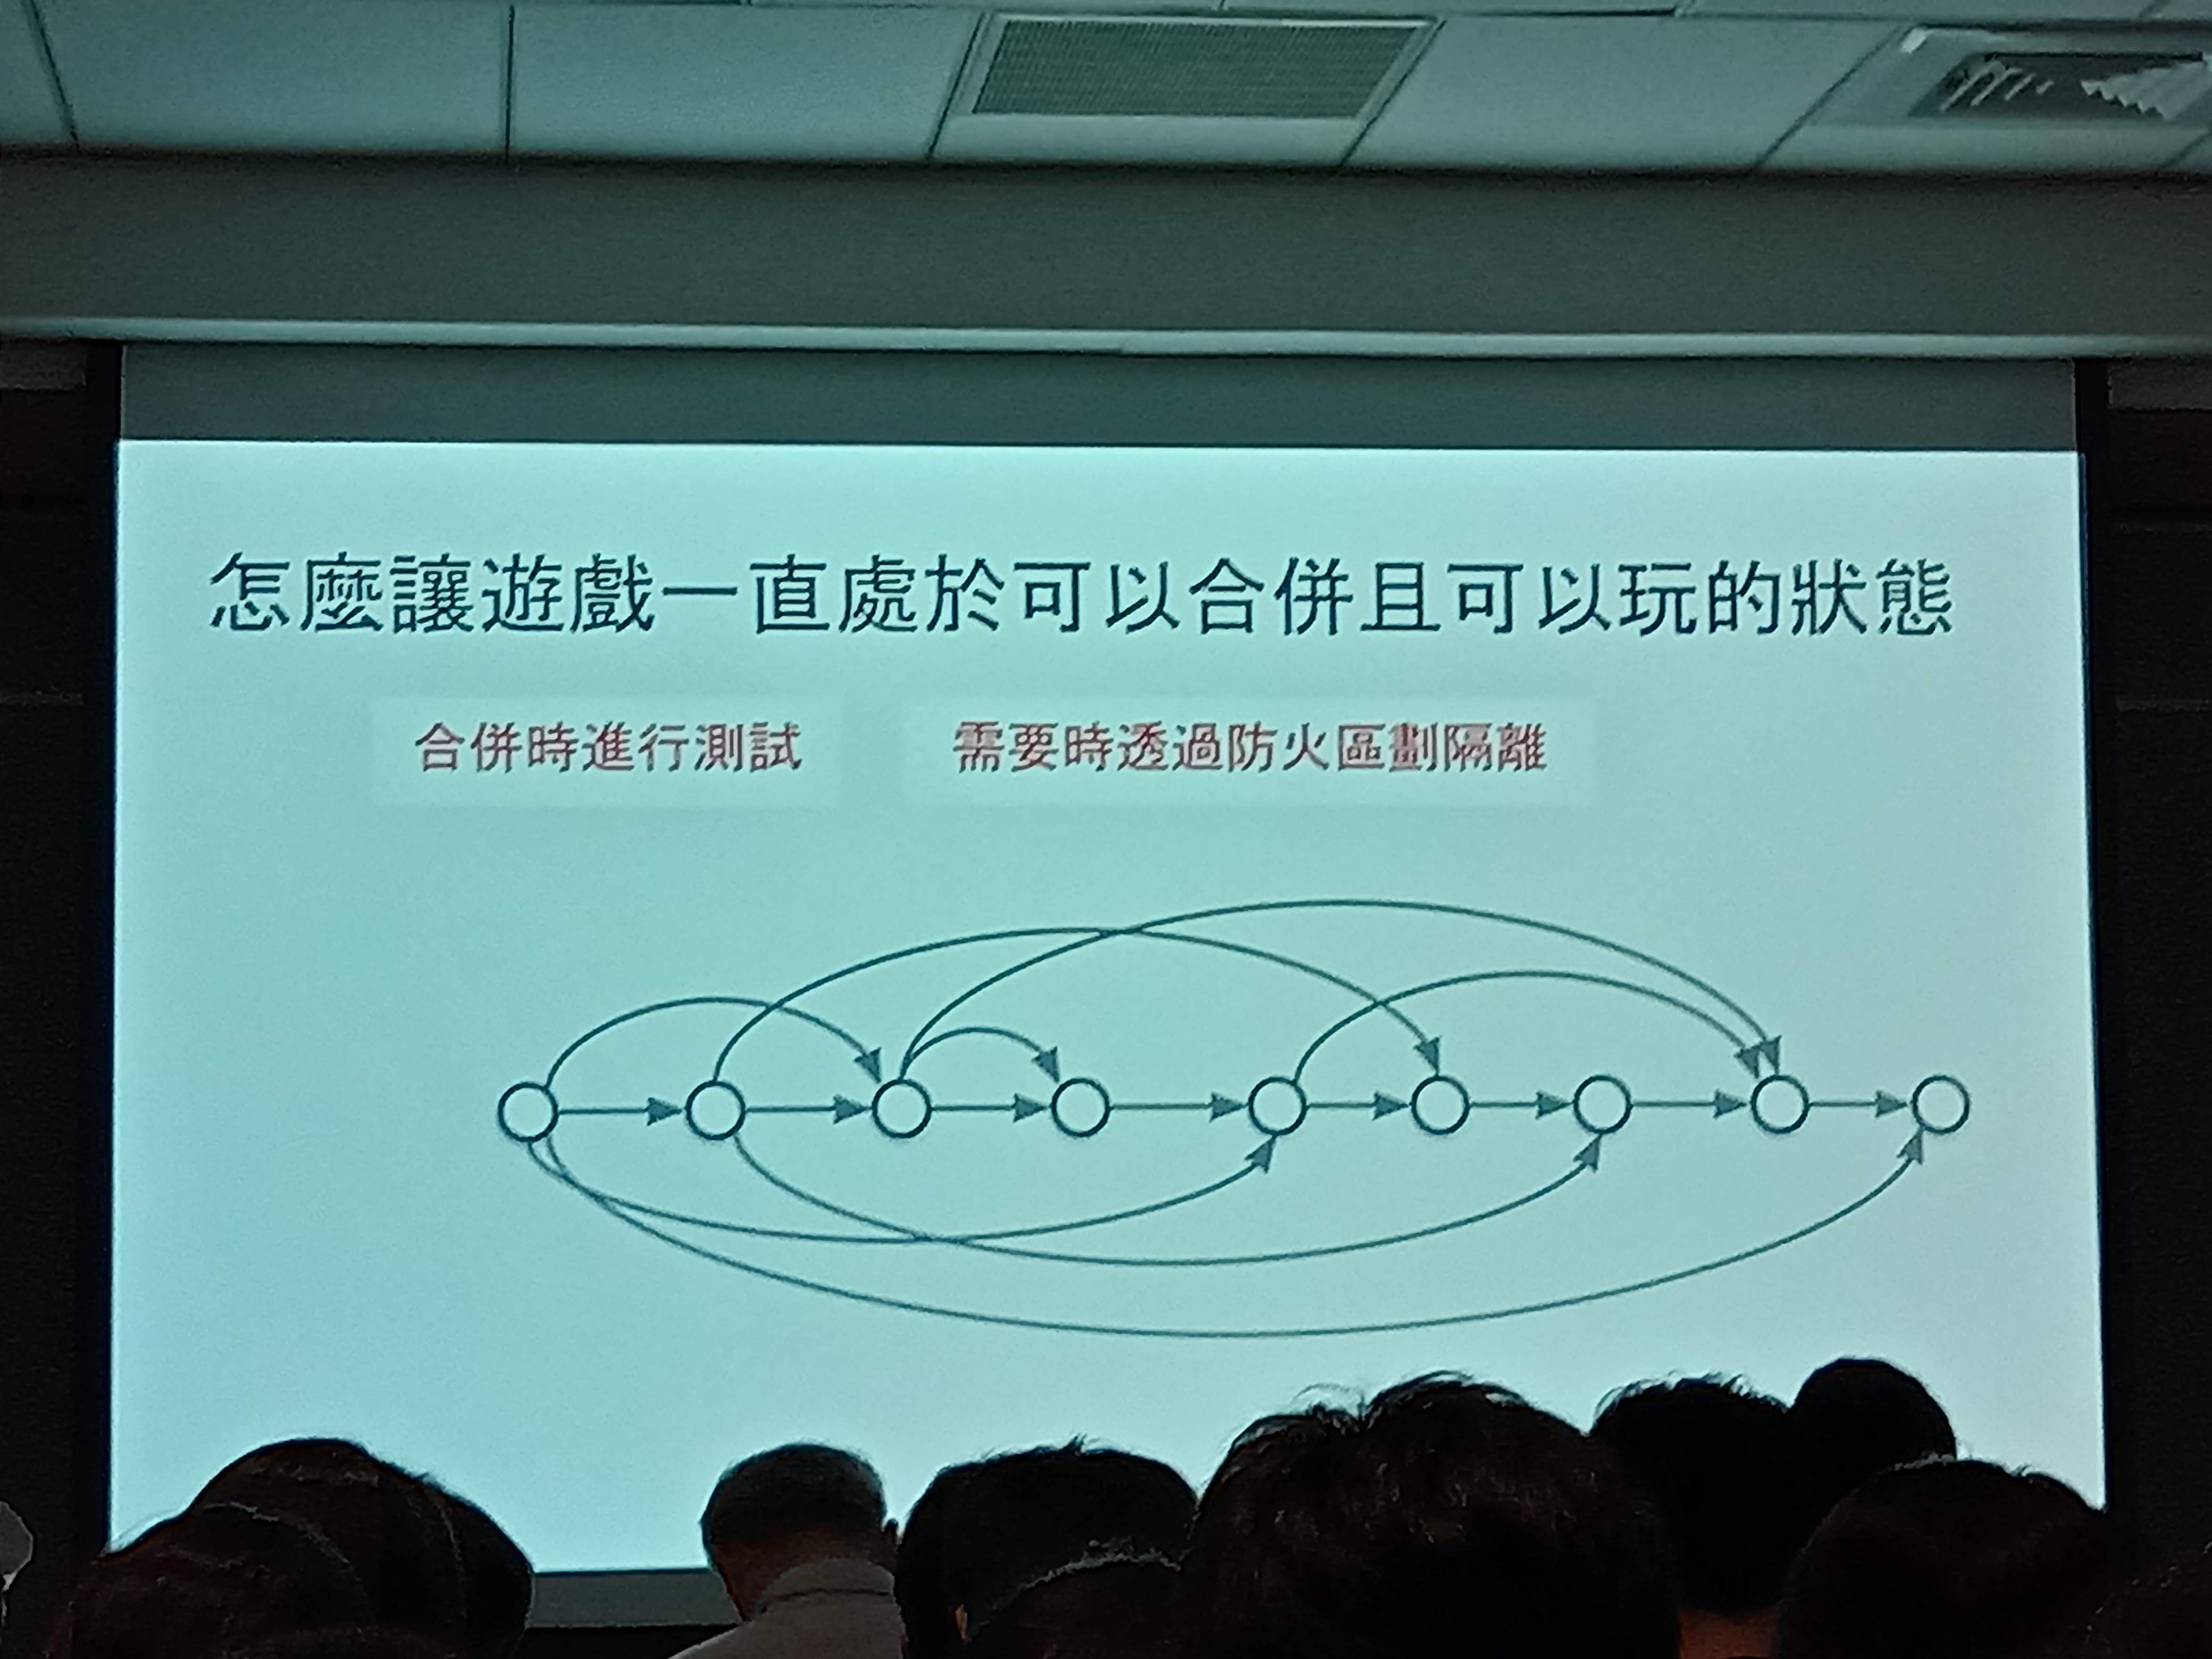 怎麼讓遊戲一直處於可以合併且可以玩的狀態
合併時進行測試
需要時透過防火區劃隔離